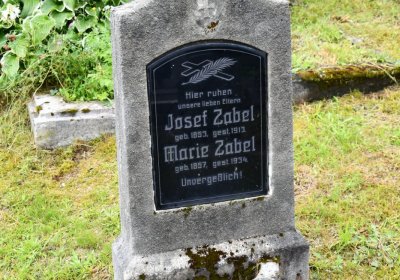 Hier ruhen
unsere lieben Eltern
Josef Zabel
geb. 1853, gest. 1913.
Marie Zabel
geb. 1857, gest. 1934.
Unvergeßlich!